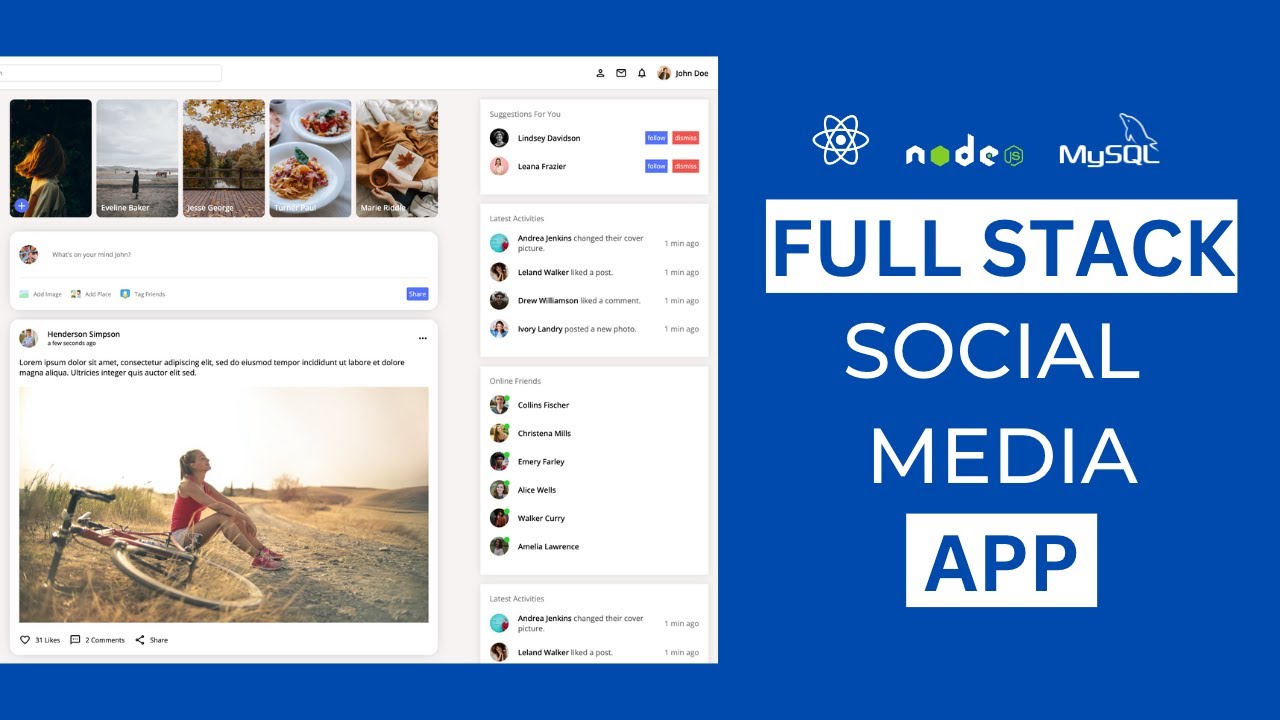 John Doe
Eveline Baker
Jesse George
Turner Paul
Marie Riddle
What's on your mind John?
Add Image
Add Place
Tag Friends
Share
Henderson Simpson
a few seconds ago
Lorem ipsum dolor sit amet, consectetur adipiscing elit, sed do eiusmod tempor incididunt ut labore et dolore
magna aliqua. Ultricies integer quis auctor elit sed.
31 Likes
2 Comments
Share
Suggestions For You
Lindsey Davidson follow dismiss
Leana Frazier follow dismiss
Latest Activities
Andrea Jenkins changed their cover 1 min ago
picture.
Leland Walker liked a post. 1 min ago
Drew Williamson liked a comment. 1 min ago
Ivory Landry posted a new photo. 1 min ago
Online Friends
Collins Fischer
Christena Mills
Emery Farley
Alice Wells
Walker Curry
Amelia Lawrence
Latest Activities
Andrea Jenkins changed their cover 1 min ago
picture.
Leland Walker liked a post. 1 min ago
node JS
MySQL
FULL STACK
SOCIAL
MEDIA
APP